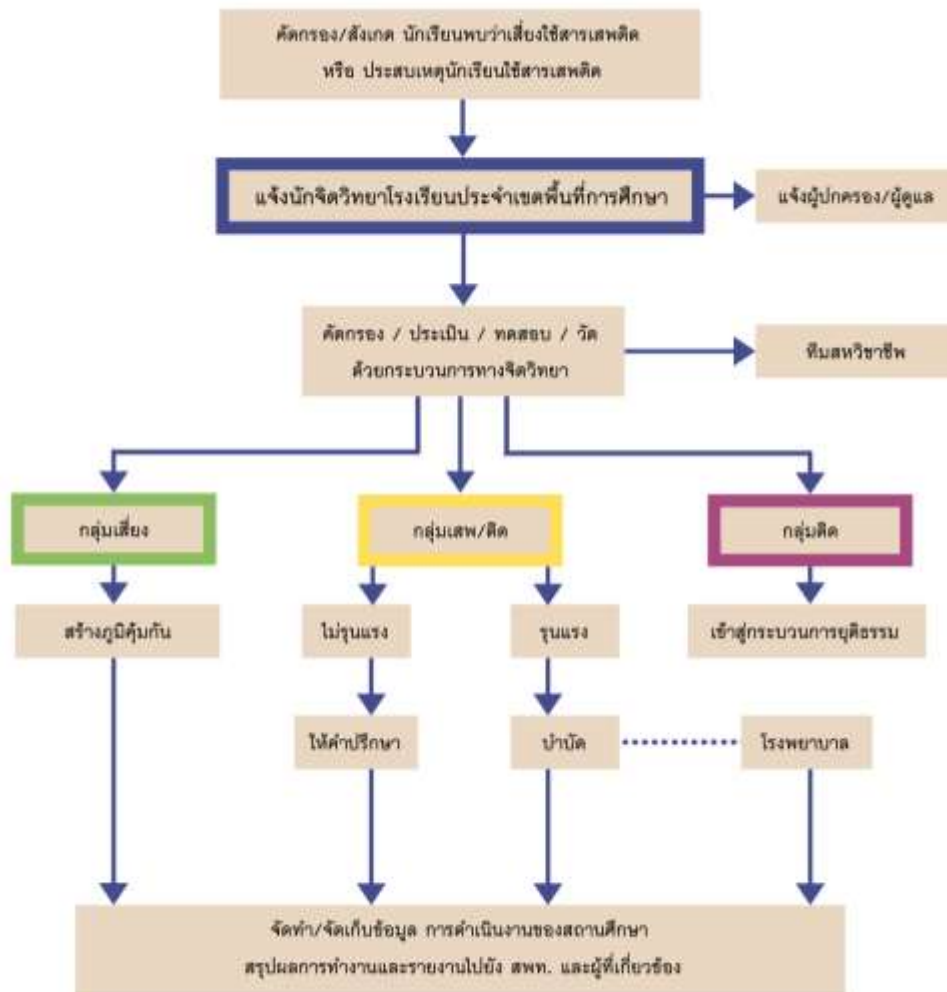 คัดกรอง/สังเกต นักเรียนพบว่าเสี่ยงใช้สารเสพติด
หรือ ประสบเหตุนักเรียนใช้สารเสพติด
แจ้งนักจิตวิทยาโรงเรียนประจำเขตพื้นที่การศึกษา
แจ้งผู้ปกครอง/ผู้ดูแล
คัดกรอง / ประเมิน / ทดสอบ / วัด
ด้วยกระบวนการทางจิตวิทยา
ทีมสหวิชาชีพ
กลุ่มเสี่ยง
กลุ่มเสพ/ติด
กลุ่มติด
สร้างภูมิคุ้มกัน
ไม่รุนแรง
รุนแรง
เข้าสู่กระบวนการยุติธรรม
ให้คำปรึกษา
บำบัด
โรงพยาบาล
จัดทำ/จัดเก็บข้อมูล การดำเนินงานของสถานศึกษา
สรุปผลการทำงานและรายงานไปยัง สพท. และผู้ที่เกี่ยวข้อง